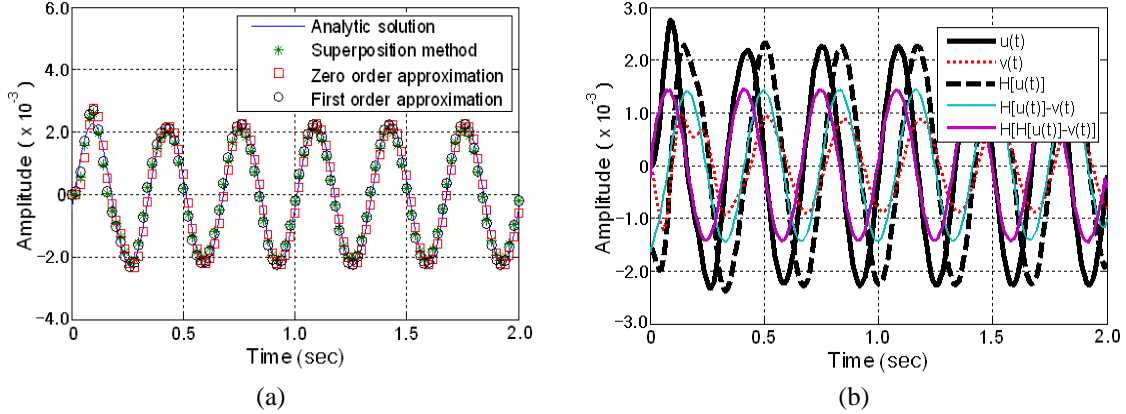 6.0
4.0
2.0
0
−2.0
−4.0
Amplitude ( x 10⁻³)
0
0.5
1.0
1.5
2.0
Time (sec)
Analytic solution
Superposition method
Zero order approximation
First order approximation
(a)
3.0
2.0
1.0
0
−1.0
−2.0
−3.0
Amplitude ( x 10⁻³)
0
0.5
1.0
1.5
2.0
Time (sec)
u(t)
v(t)
H[u(t)]
H[u(t)]-v(t)
H[H[u(t)]-v(t)]
(b)